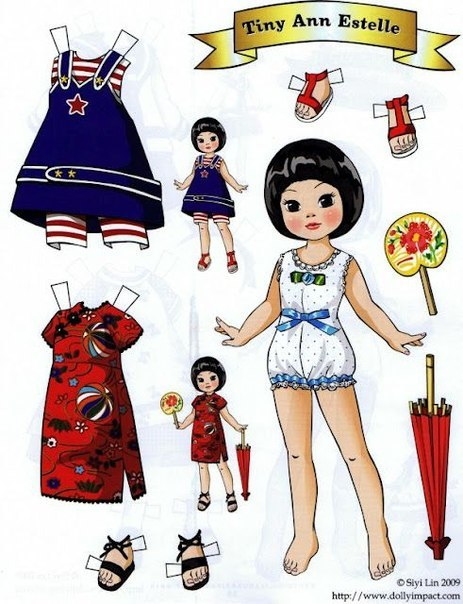 Tiny Ann Estelle
© Siyi Lin 2009
http://www.dollyimpact.com